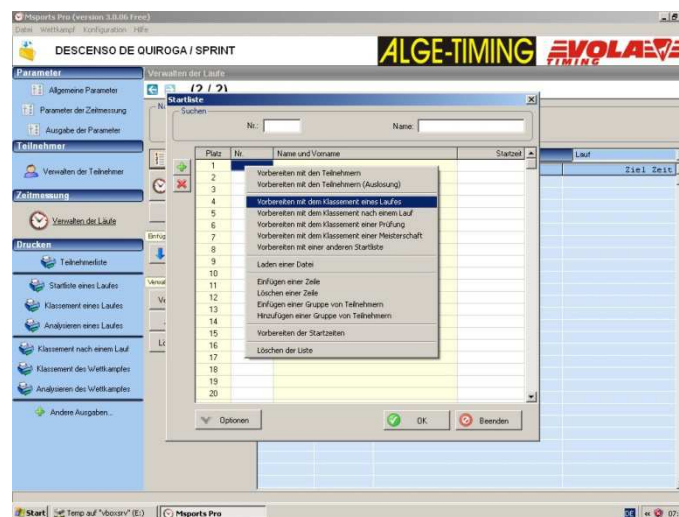 Msports Pro (version 3.0.06 Free)
Datei Wettkampf Konfiguration Hilfe
DESCENSO DE QUIROGA / SPRINT
ALGE-TIMING
VOLA
TIMING
Parameter
Allgemeine Parameter
Parameter der Zeitmessung
Ausgabe der Parameter
Teilnehmer
Verwalten der Teilnehmer
Zeitmessung
Verwalten der Läufe
Drucken
Teilnehmerliste
Startliste eines Laufes
Klassement eines Laufes
Analysieren eines Laufes
Klassement nach einem Lauf
Klassement des Wettkampfes
Analysieren des Wettkampfes
Andere Ausgaben...
Verwalten der Läufe
(2 / 2)
Startliste
Suchen
Nr.:
Name:
Platz Nr. Name und Vorname Startzeit
1
2
3
4
5
6
7
8
9
10
11
12
13
14
15
16
17
18
19
20
Vorbereiten mit den Teilnehmern
Vorbereiten mit den Teilnehmern (Auslosung)
Vorbereiten mit dem Klassement eines Laufes
Vorbereiten mit dem Klassement nach einem Lauf
Vorbereiten mit dem Klassement einer Prüfung
Vorbereiten mit dem Klassement einer Meisterschaft
Vorbereiten mit einer anderen Startliste
Laden einer Datei
Einfügen einer Zeile
Löschen einer Zeile
Einfügen einer Gruppe von Teilnehmern
Hinzufügen einer Gruppe von Teilnehmern
Vorbereiten der Startzeiten
Löschen der Liste
Optionen
OK
Beenden
Lauf
Ziel Zeit
Start
Temp auf "vboxsrv" (E:)
Msports Pro
DE
07: